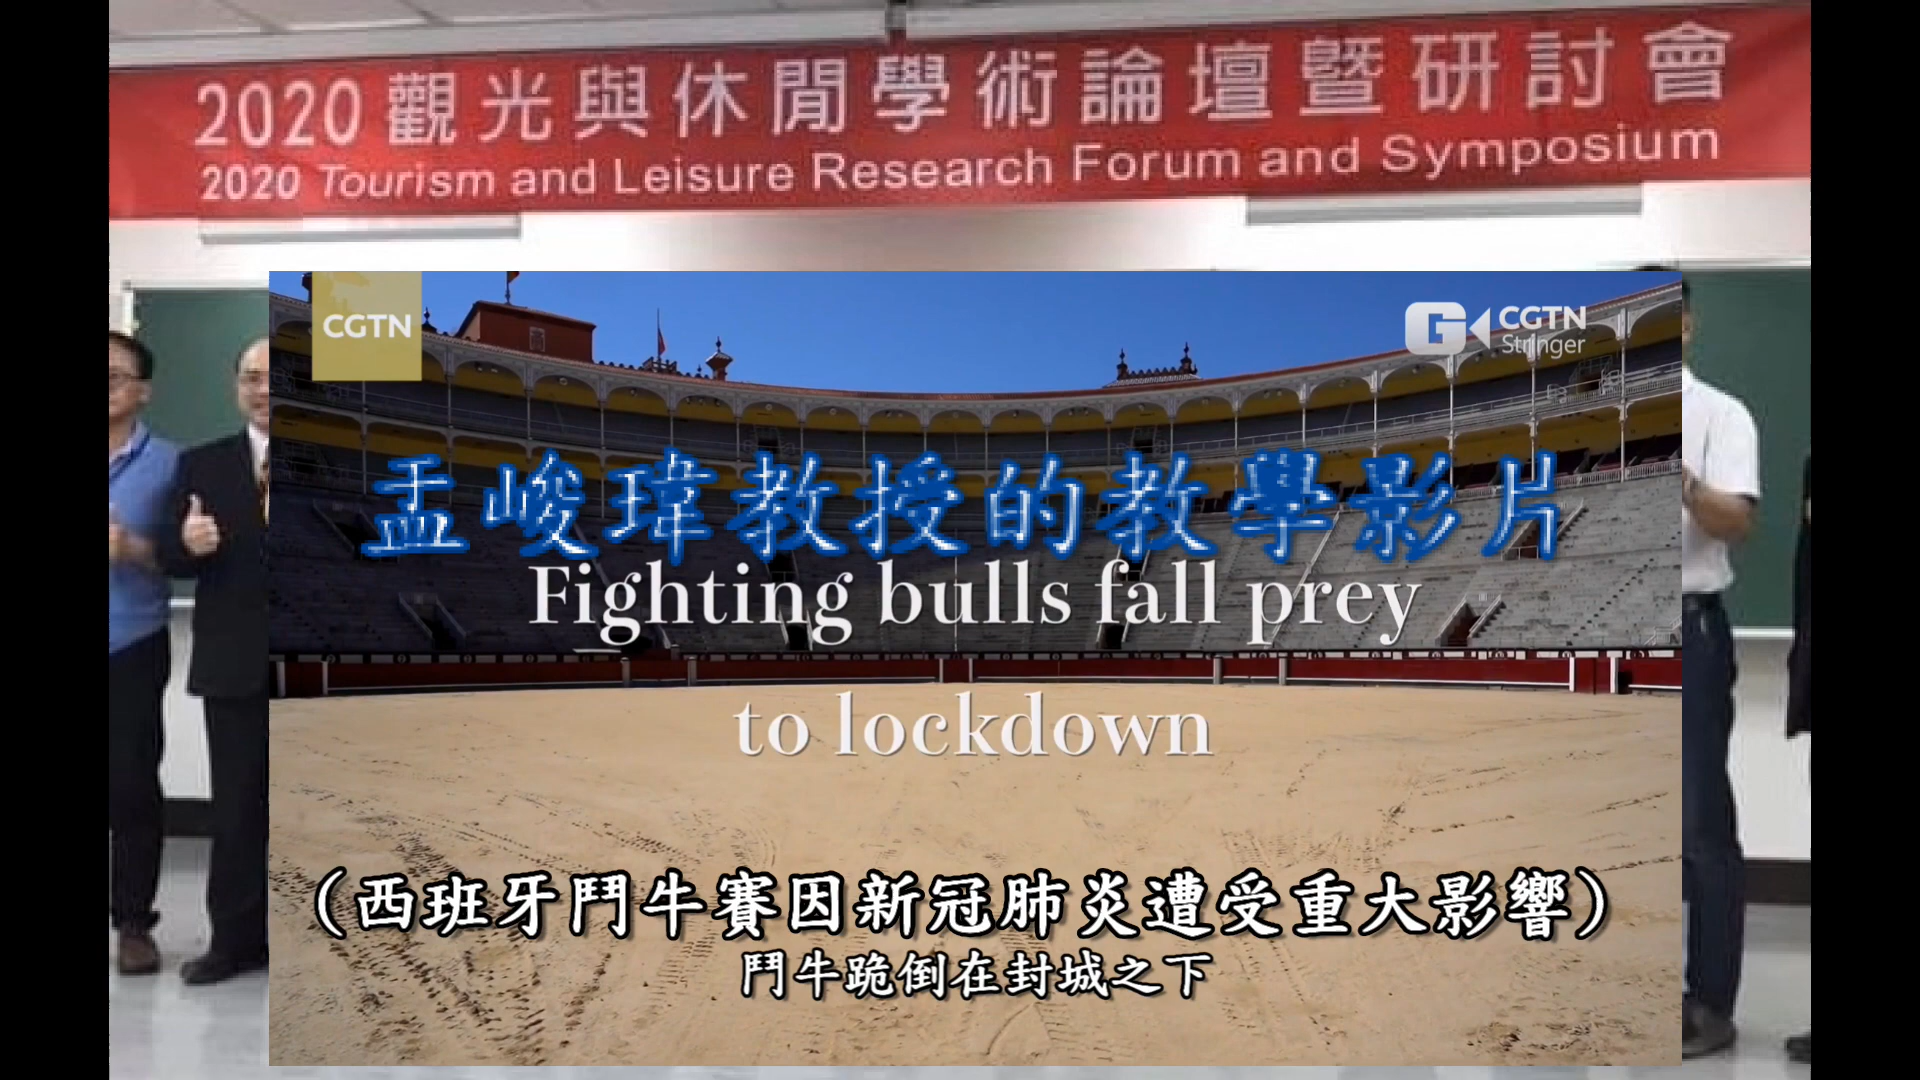 2020 觀光與休閒學術論壇暨研討會
2020 Tourism and Leisure Research Forum and Symposium
CGTN
CGTN
Stringer
孟峻瑋教授的教學影片
Fighting bulls fall prey
to lockdown
（西班牙鬥牛賽因新冠肺炎遭受重大影響）
鬥牛跪倒在封城之下